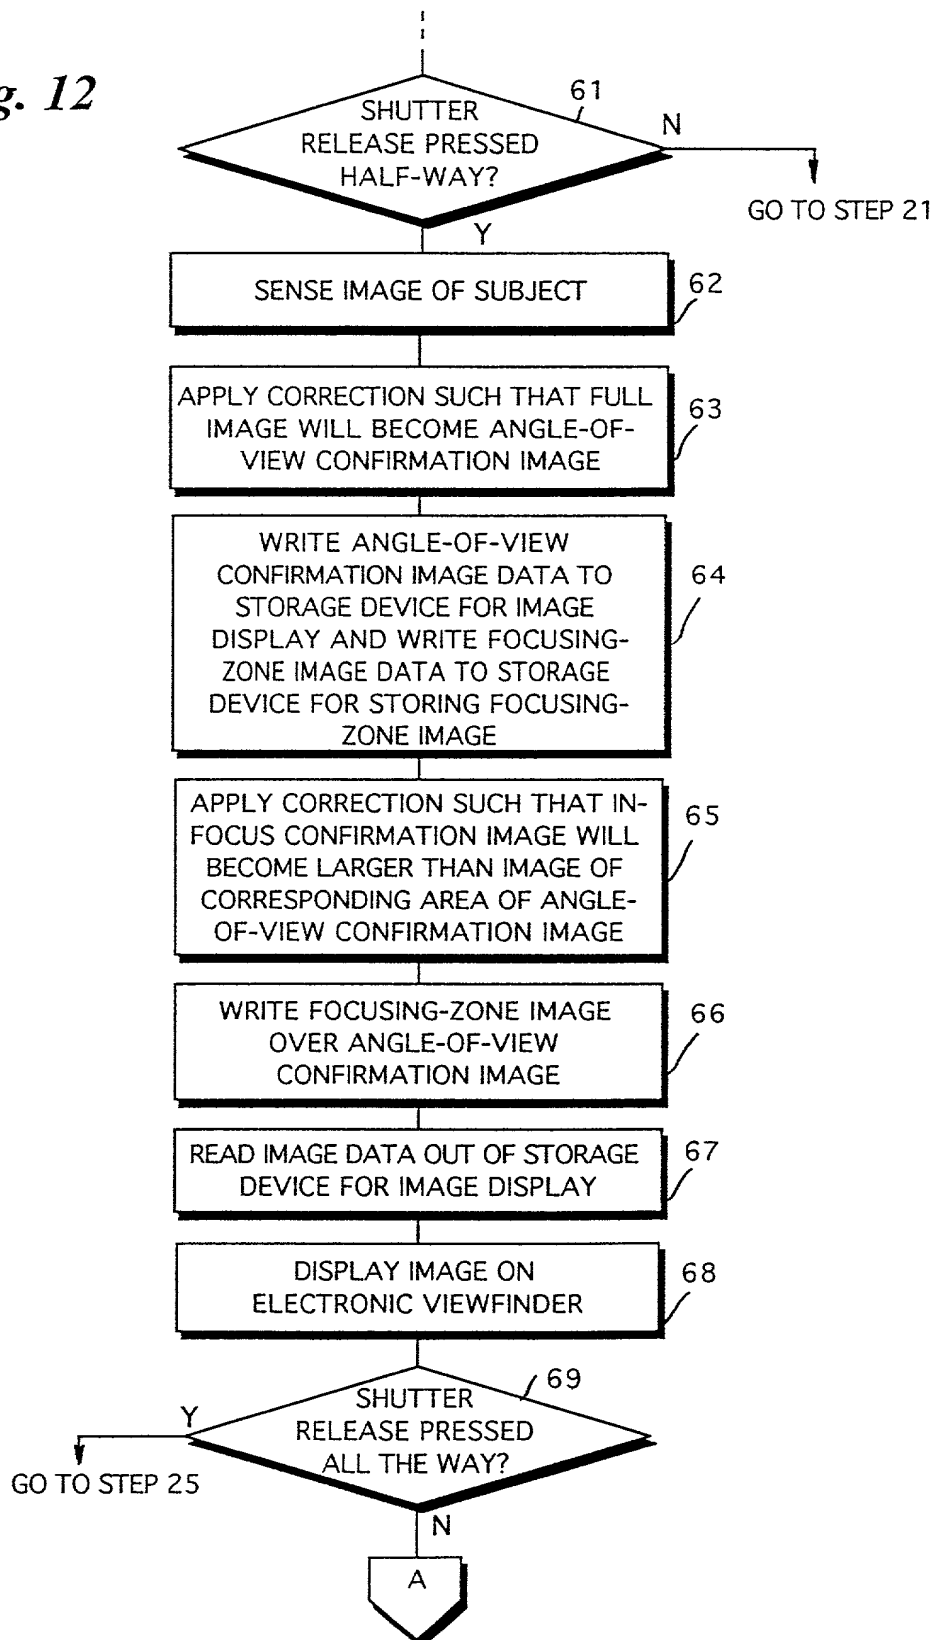 g. 12
SHUTTER
RELEASE PRESSED
HALF-WAY?
61
N
GO TO STEP 21
Y
SENSE IMAGE OF SUBJECT
62
APPLY CORRECTION SUCH THAT FULL
IMAGE WILL BECOME ANGLE-OF-
VIEW CONFIRMATION IMAGE
63
WRITE ANGLE-OF-VIEW
CONFIRMATION IMAGE DATA TO
STORAGE DEVICE FOR IMAGE
DISPLAY AND WRITE FOCUSING-
ZONE IMAGE DATA TO STORAGE
DEVICE FOR STORING FOCUSING-
ZONE IMAGE
64
APPLY CORRECTION SUCH THAT IN-
FOCUS CONFIRMATION IMAGE WILL
BECOME LARGER THAN IMAGE OF
CORRESPONDING AREA OF ANGLE-
OF-VIEW CONFIRMATION IMAGE
65
WRITE FOCUSING-ZONE IMAGE
OVER ANGLE-OF-VIEW
CONFIRMATION IMAGE
66
READ IMAGE DATA OUT OF STORAGE
DEVICE FOR IMAGE DISPLAY
67
DISPLAY IMAGE ON
ELECTRONIC VIEWFINDER
68
SHUTTER
RELEASE PRESSED
ALL THE WAY?
69
Y
GO TO STEP 25
N
A